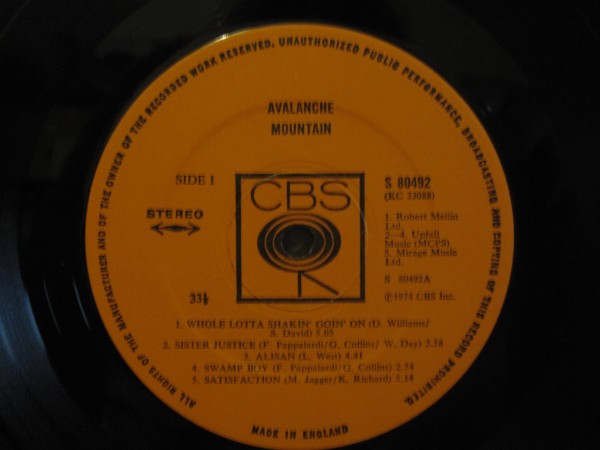 ALL RIGHTS OF THE MANUFACTURER AND OF THE OWNER OF THE RECORDED WORK RESERVED. UNAUTHORIZED PUBLIC PERFORMANCE, BROADCASTING AND COPYING OF THIS RECORD PROHIBITED.
AVALANCHE
MOUNTAIN
SIDE 1
STEREO
33⅓
CBS
S 80492
(KC 33088)
1. Robert Mellin
Ltd.
2—4. Upfall
Music (MCPS)
5. Mirage Music
Ltd.
S 80492A
℗1974 CBS Inc.
1. WHOLE LOTTA SHAKIN' GOIN' ON (D. Williams/
S. David) 5.05
2. SISTER JUSTICE (F. Pappalardi/G. Collins/ W. Day) 3.58
3. ALISAN (L. West) 4.41
4. SWAMP BOY (F. Pappalardi/G. Collins) 2.54
5. SATISFACTION (M. Jagger/K. Richard) 5.14
MADE IN ENGLAND